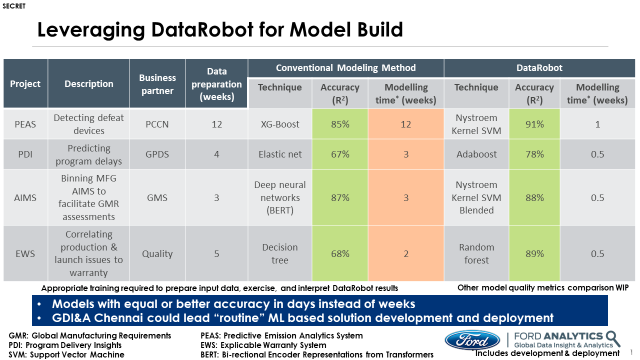 SECRET
Leveraging DataRobot for Model Build
Project Description Business partner Data preparation (weeks) Conventional Modeling Method DataRobot
Technique Accuracy (R²) Modelling time* (weeks) Technique Accuracy (R²) Modelling time* (weeks)
PEAS Detecting defeat devices PCCN 12 XG-Boost 85% 12 Nystroem Kernel SVM 91% 1
PDI Predicting program delays GPDS 4 Elastic net 67% 3 Adaboost 78% 0.5
AIMS Binning MFG AIMS to facilitate GMR assessments GMS 3 Deep neural networks (BERT) 87% 3 Nystroem Kernel SVM Blended 88% 0.5
EWS Correlating production & launch issues to warranty Quality 5 Decision tree 68% 2 Random forest 89% 0.5
Appropriate training required to prepare input data, exercise, and interpret DataRobot results
Other model quality metrics comparison WIP
• Models with equal or better accuracy in days instead of weeks
• GDI&A Chennai could lead “routine” ML based solution development and deployment
GMR: Global Manufacturing Requirements
PDI: Program Delivery Insights
SVM: Support Vector Machine
PEAS: Predictive Emission Analytics System
EWS: Explicable Warranty System
BERT: Bi-rectional Encoder Representations from Transformers
Ford
FORD ANALYTICS
Global Data Insight & Analytics
*Includes development & deployment
1